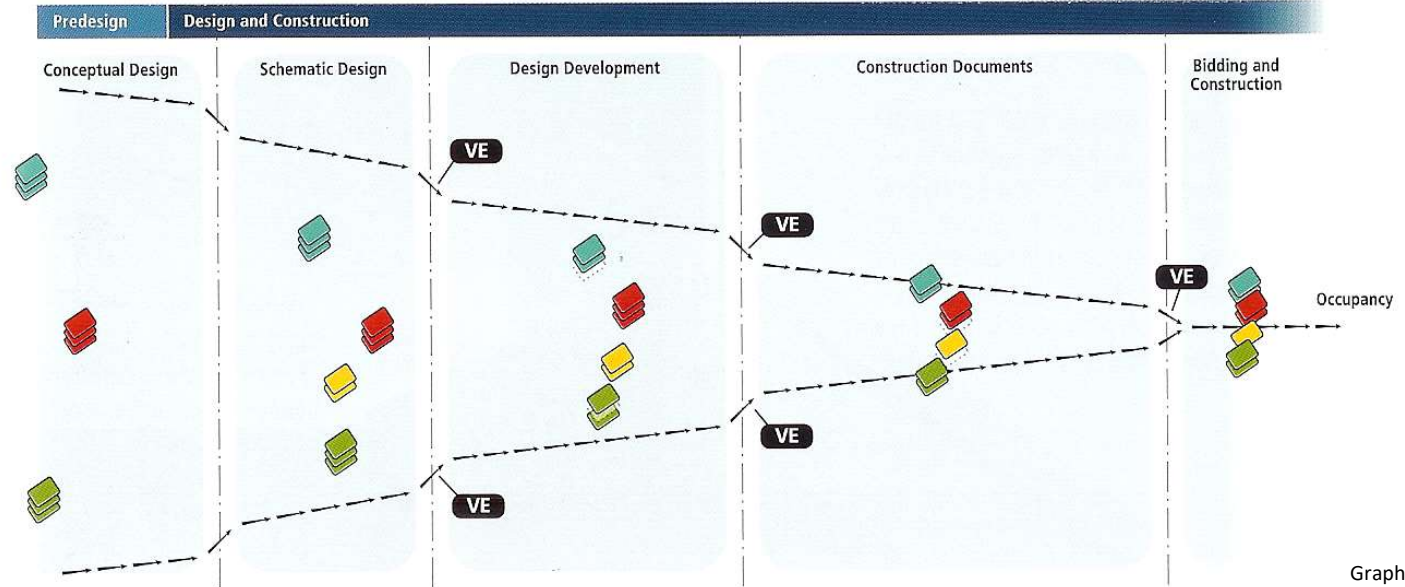 Predesign
Design and Construction
Conceptual Design
Schematic Design
Design Development
Construction Documents
Bidding and
Construction
VE
VE
VE
Occupancy
VE
VE
Graph